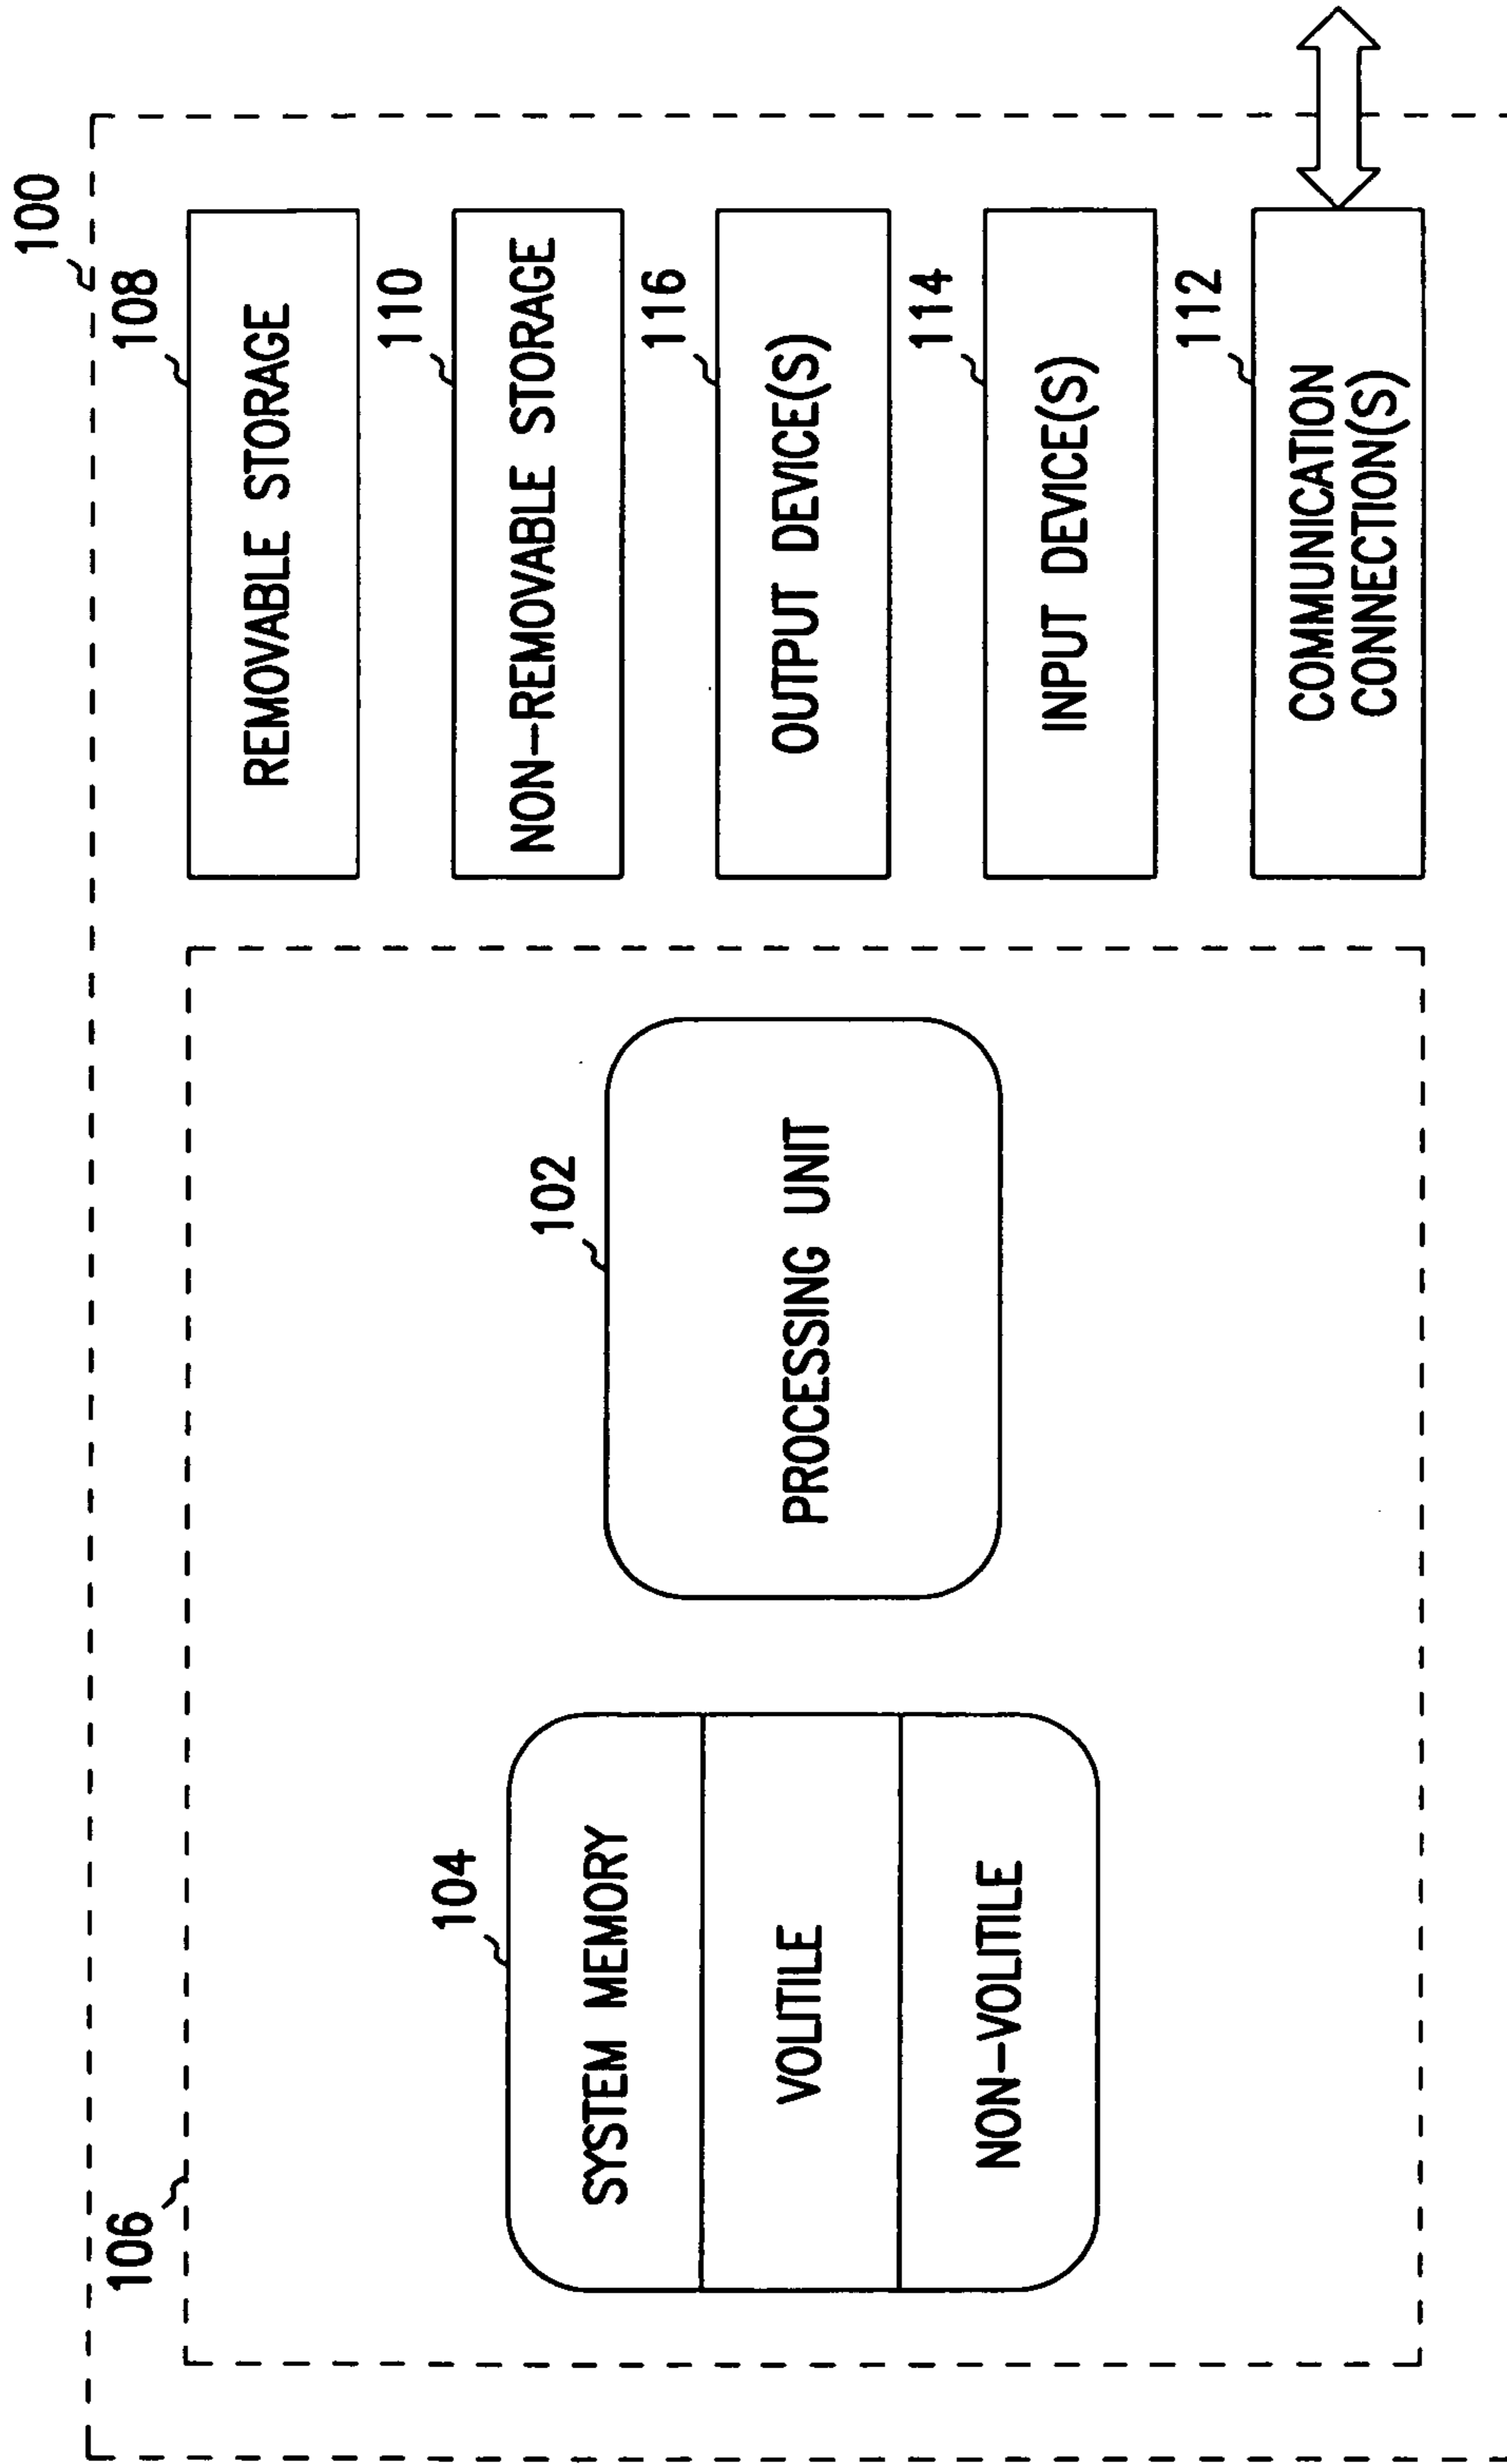 100
106
104
SYSTEM MEMORY
VOLITILE
NON-VOLITILE
102
PROCESSING UNIT
108
REMOVABLE STORAGE
110
NON-REMOVABLE STORAGE
116
OUTPUT DEVICE(S)
114
INPUT DEVICE(S)
112
COMMUNICATION
CONNECTION(S)